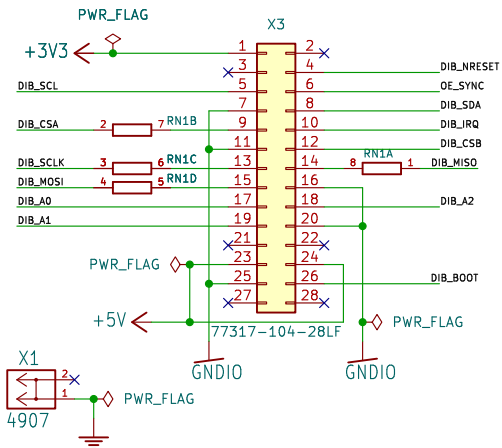 PWR_FLAG
X3
+3V3 1 2
3 4 DIB_NRESET
DIB_SCL 5 6 OE_SYNC
7 8 DIB_SDA
DIB_CSA 2 7 RN1B 9 10 DIB_IRQ
11 12 DIB_CSB
DIB_SCLK 3 6 RN1C 13 14 8 RN1A 1 DIB_MISO
DIB_MOSI 4 5 RN1D 15 16
DIB_A0 17 18 DIB_A2
DIB_A1 19 20
21 22
PWR_FLAG 23 24
25 26 DIB_BOOT
27 28
+5V 77317-104-28LF PWR_FLAG
GNDIO GNDIO
X1
2
1 PWR_FLAG
4907